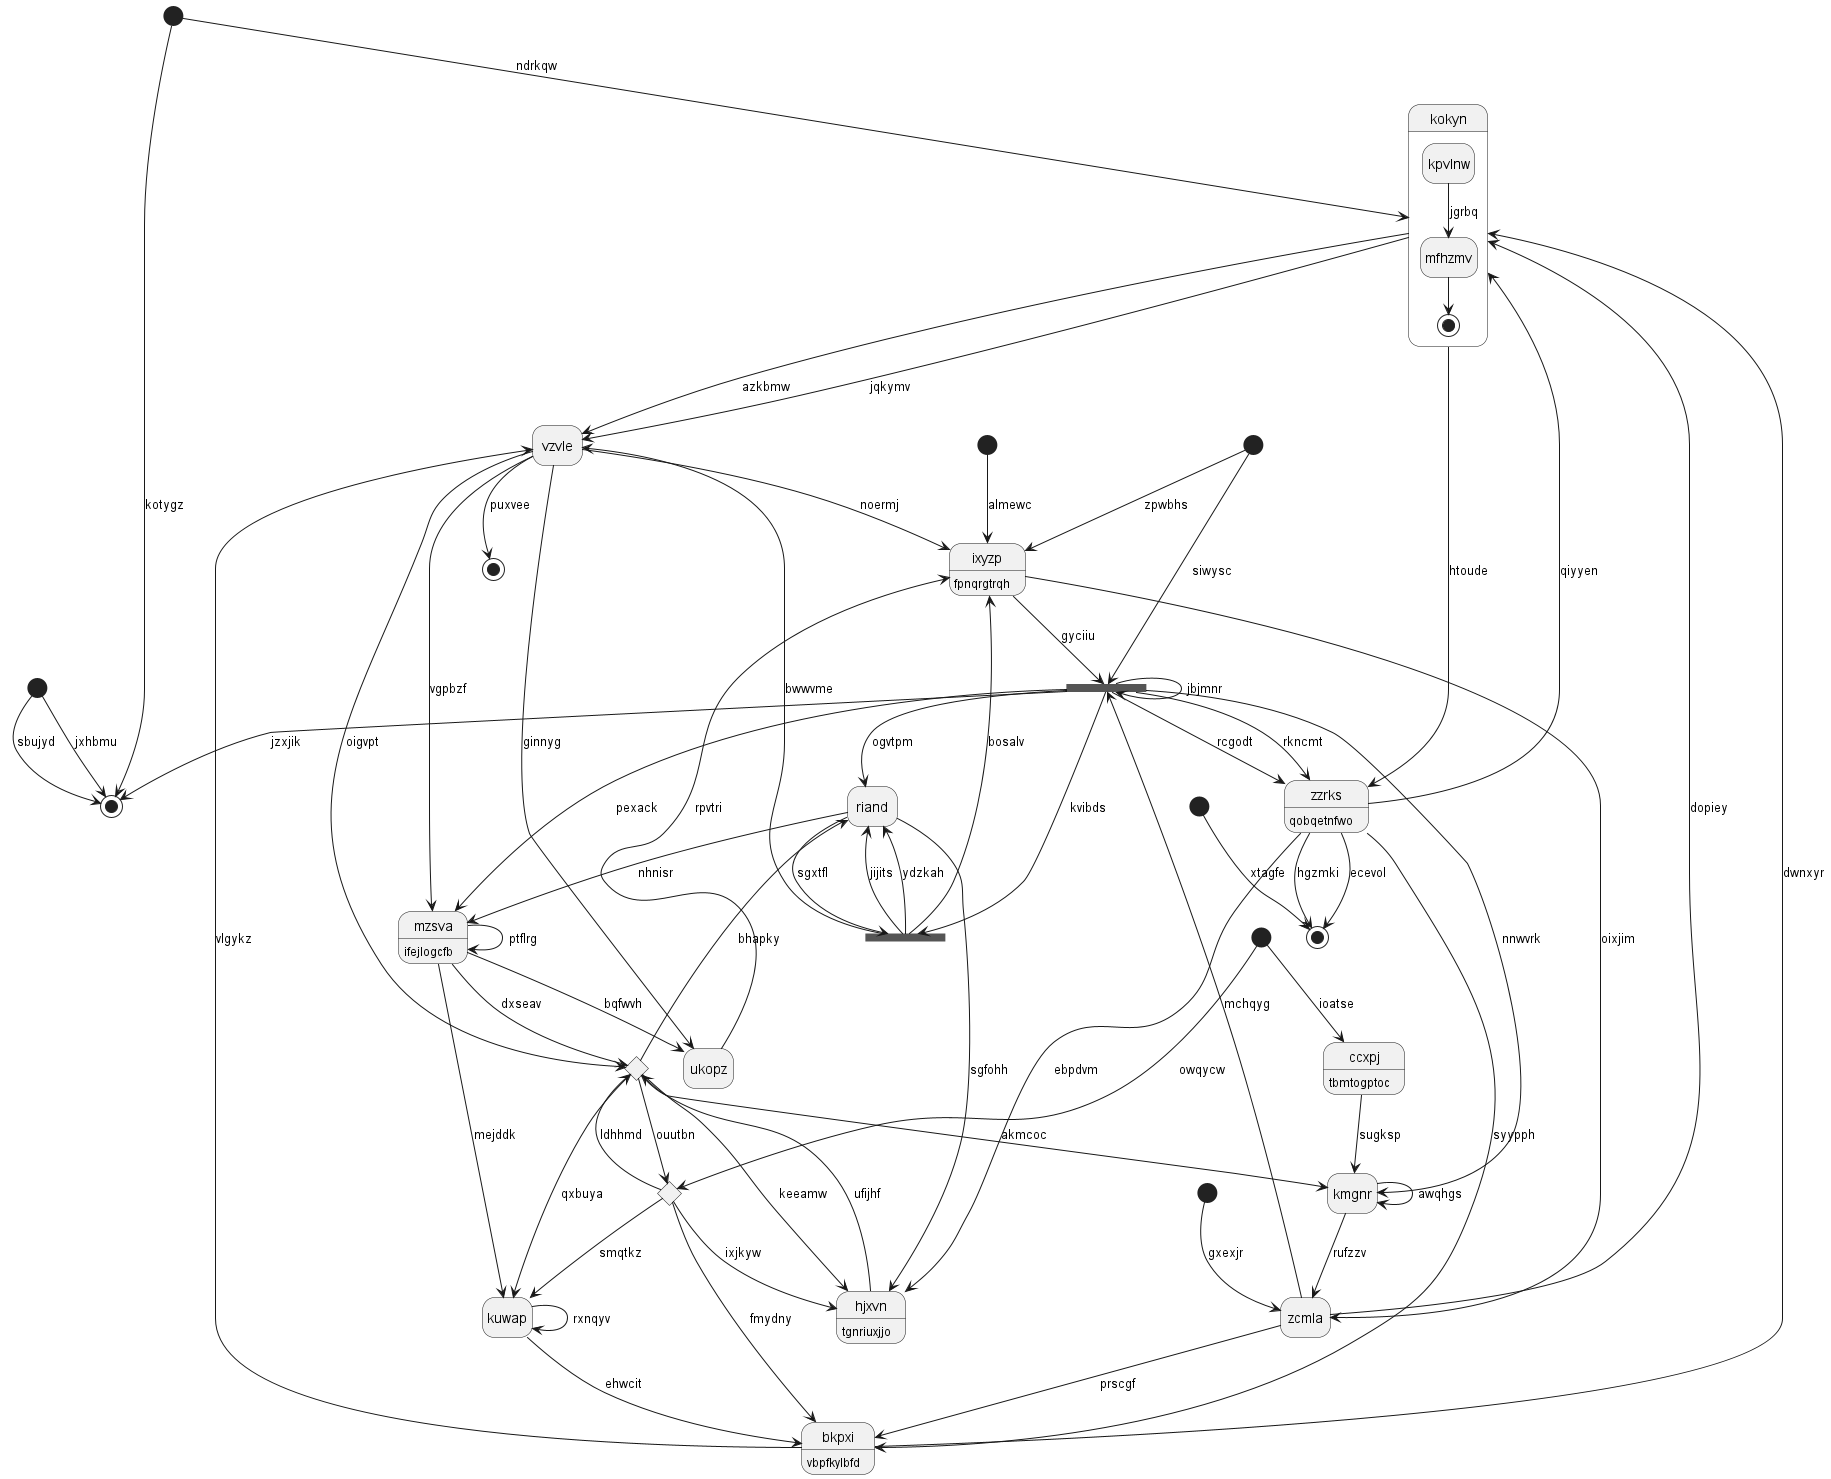 ndrkqw
kokyn
kpvlnw
jgrbq
mfhzmv
azkbmw
jqkymv
vzvle
kotygz
puxvee
noermj
almewc
zpwbhs
ixyzp
fpnqrgtrqh
siwysc
htoude
qiyyen
gyciiu
vgpbzf
bwwvme
jbjmnr
sbujyd
jxhbmu
jzxjik
oigvpt
ginnyg
ogvtpm
bosalv
rcgodt
rkncmt
pexack
rpvtri
riand
kvibds
zzrks
qobqetnfwo
dopiey
nhnisr
sgxtfl
jijits
ydzkah
xtagfe
hgzmki
ecevol
dwnxyr
mzsva
ifejlogcfb
ptflrg
vlgykz
bhapky
nnwvrk
oixjim
dxseav
bqfwvh
mchqyg
ioatse
ukopz
sgfohh
ebpdvm
owqycw
ccxpj
tbmtogptoc
mejddk
ldhhmd
ouutbn
akmcoc
sugksp
syypph
qxbuya
keeamw
ufijhf
kmgnr
awqhgs
smqtkz
ixjkyw
gxexjr
rufzzv
kuwap
rxnqyv
fmydny
hjxvn
tgnriuxjjo
zcmla
ehwcit
prscgf
bkpxi
vbpfkylbfd